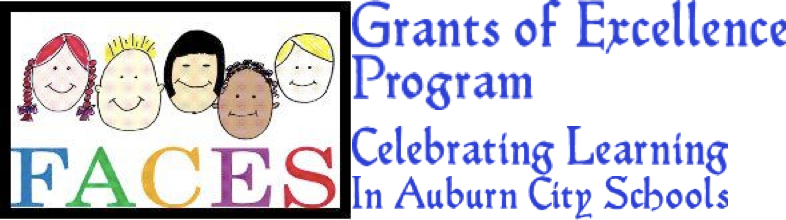 FACES
Grants of Excellence
Program
Celebrating Learning
In Auburn City Schools